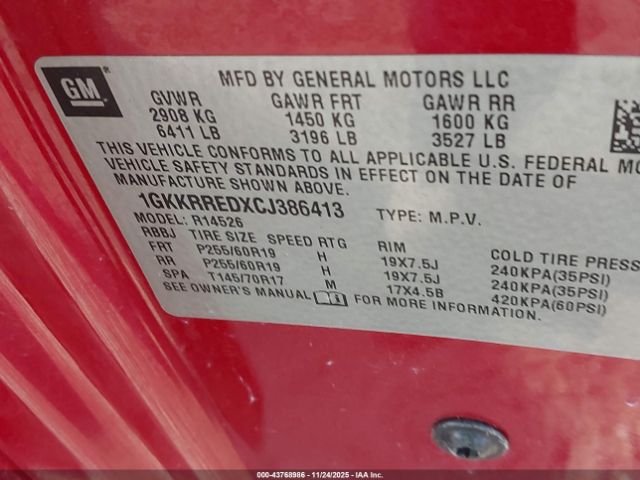 GM
MFD BY GENERAL MOTORS LLC
GVWR GAWR FRT GAWR RR
2908 KG 1450 KG 1600 KG
6411 LB 3196 LB 3527 LB
THIS VEHICLE CONFORMS TO ALL APPLICABLE U.S. FEDERAL MO
VEHICLE SAFETY STANDARDS IN EFFECT ON THE DATE OF
MANUFACTURE SHOWN ABOVE.
1GKKRREDXCJ386413 TYPE: M.P.V.
MODEL: R14526
RBBJ TIRE SIZE SPEED RTG RIM COLD TIRE PRESS
FRT P255/60R19 H 19X7.5J 240KPA(35PSI)
RR P255/60R19 H 19X7.5J 240KPA(35PSI)
SPA T145/70R17 M 17X4.5B 420KPA(60PSI)
SEE OWNER'S MANUAL FOR MORE INFORMATION.
000-43768986 - 11/24/2025 - IAA Inc.